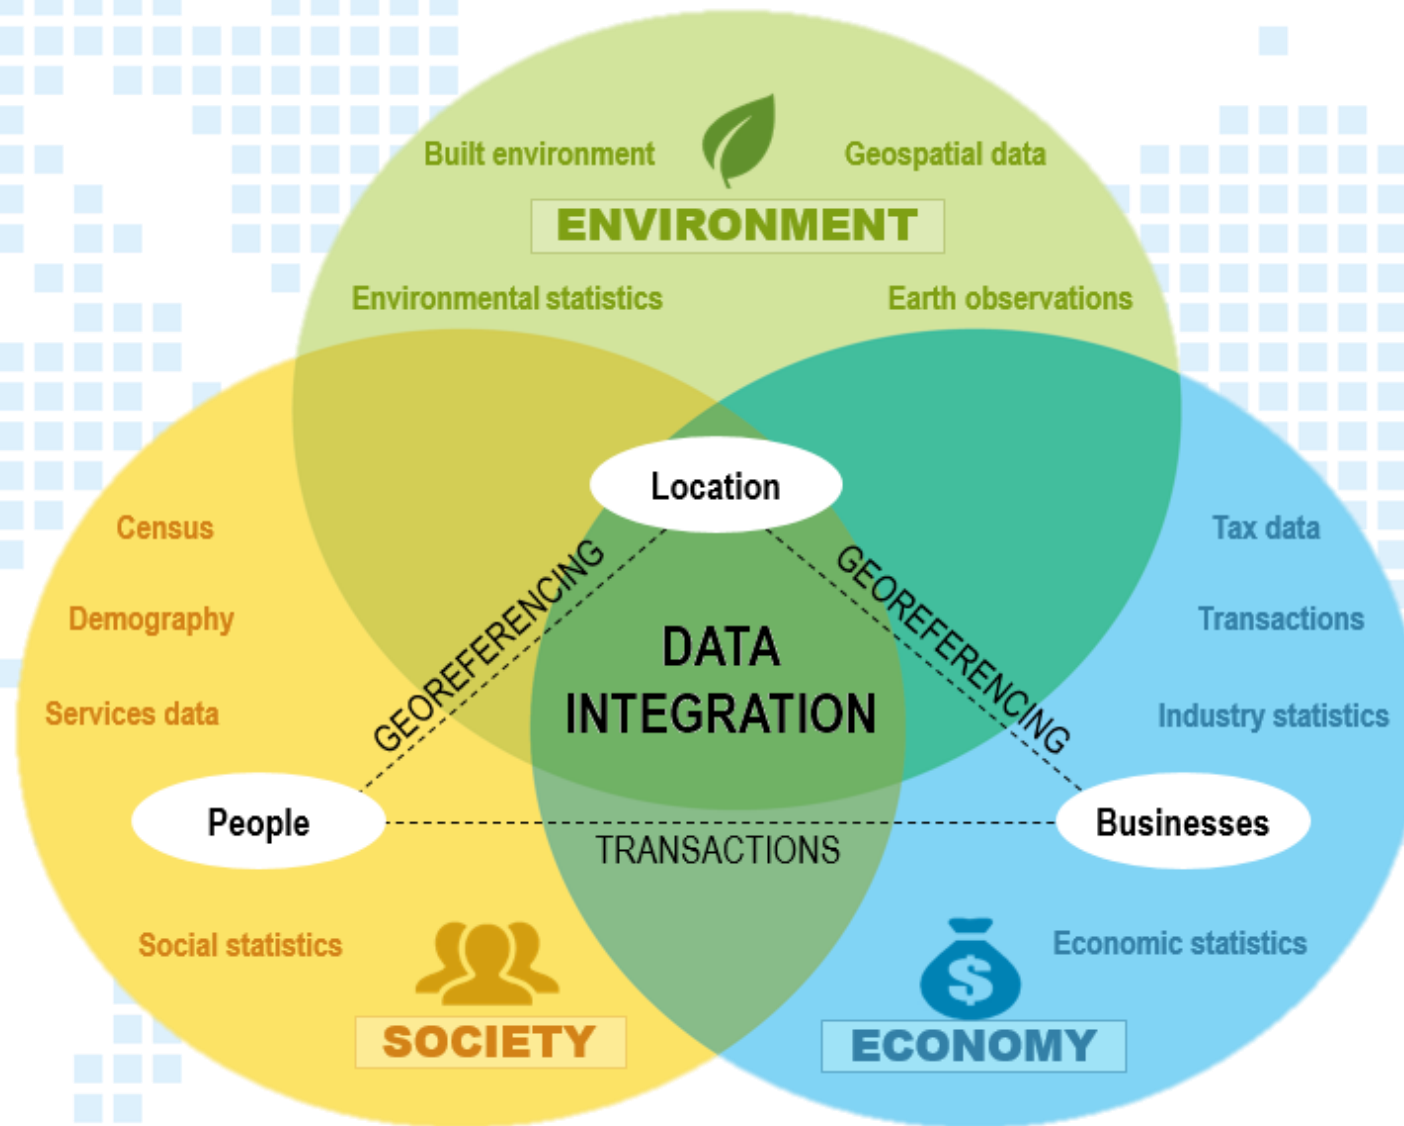 Built environment
Geospatial data
ENVIRONMENT
Environmental statistics
Earth observations
Location
Census
Tax data
GEOREFERENCING
GEOREFERENCING
Demography
Transactions
DATA
INTEGRATION
Services data
Industry statistics
People
Businesses
TRANSACTIONS
Social statistics
$
Economic statistics
SOCIETY
ECONOMY